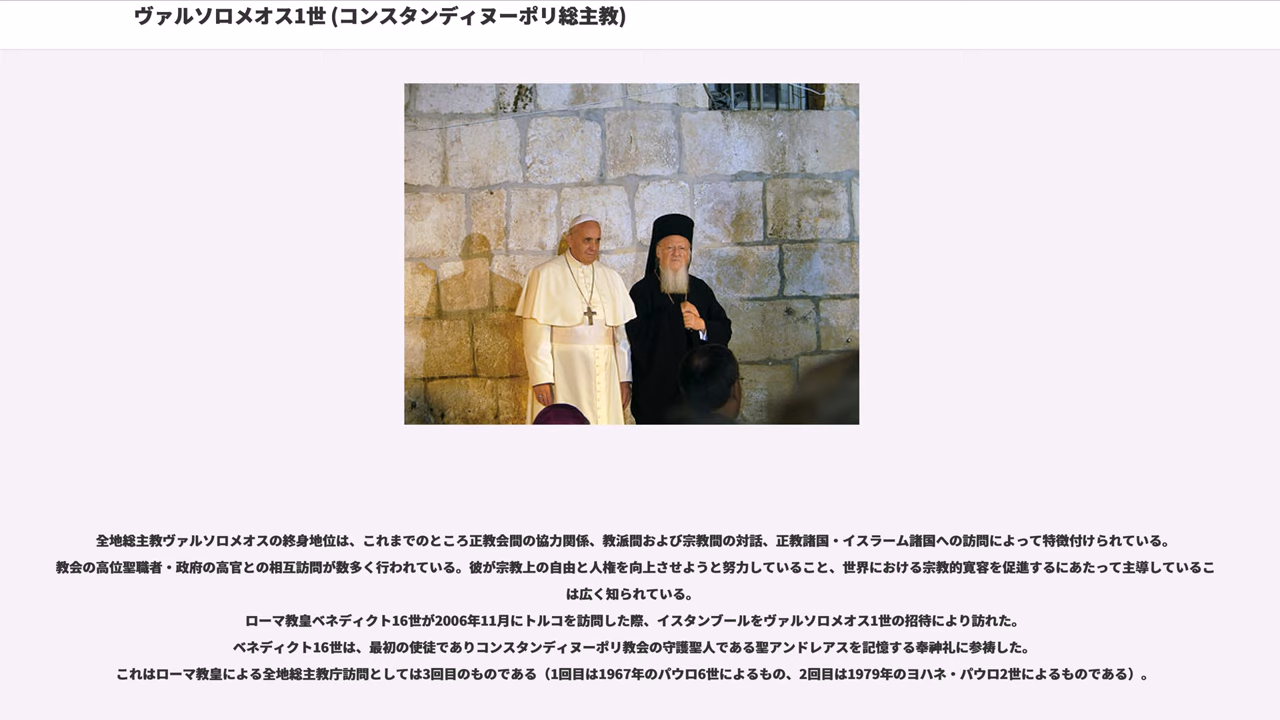 ヴァルソロメオス1世 (コンスタンディヌーポリ総主教)
全地総主教ヴァルソロメオスの終身地位は、これまでのところ正教会間の協力関係、教派間および宗教間の対話、正教諸国・イスラーム諸国への訪問によって特徴付けられている。
教会の高位聖職者・政府の高官との相互訪問が数多く行われている。彼が宗教上の自由と人権を向上させようと努力していること、世界における宗教的寛容を促進するにあたって主導しているこ
は広く知られている。
ローマ教皇ベネディクト16世が2006年11月にトルコを訪問した際、イスタンブールをヴァルソロメオス1世の招待により訪れた。
ベネディクト16世は、最初の使徒でありコンスタンディヌーポリ教会の守護聖人である聖アンドレアスを記憶する奉神礼に参祷した。
これはローマ教皇による全地総主教庁訪問としては3回目のものである（1回目は1967年のパウロ6世によるもの、2回目は1979年のヨハネ・パウロ2世によるものである）。